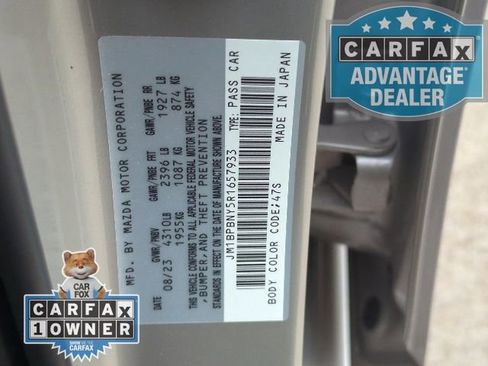 MFD. BY MAZDA MOTOR CORPORATION
08/23 GVWR/PNBV GAWR/PNBE FRT GAWR/PNBE RR
4310LB 2396 LB 1927 LB
1955KG 1087 KG 874 KG
THIS VEHICLE CONFORMS TO ALL APPLICABLE FEDERAL MOTOR VEHICLE SAFETY
,BUMPER,AND THEFT PREVENTION
STANDARDS IN EFFECT ON THE DATE OF MANUFACTURE SHOWN ABOVE.
JM1BPBNY5R1657933 TYPE: PASS CAR
BODY COLOR CODE;47S MADE IN JAPAN
CARFAX
ADVANTAGE
DEALER
CAR
FOX
CARFAX
1 OWNER
SHOW ME THE
CARFAX